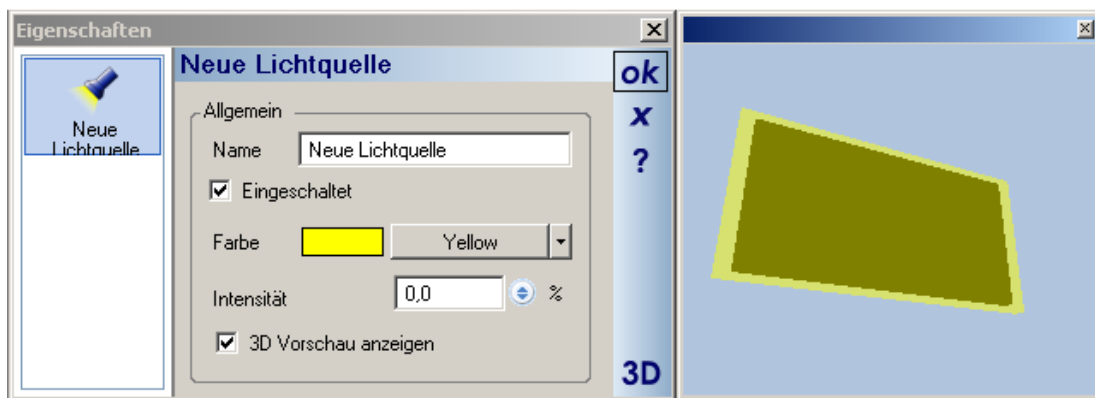 Eigenschaften
Neue
Lichtquelle
Neue Lichtquelle
Allgemein
Name Neue Lichtquelle
Eingeschaltet
Farbe Yellow
Intensität 0,0 %
3D Vorschau anzeigen
ok
x
?
3D